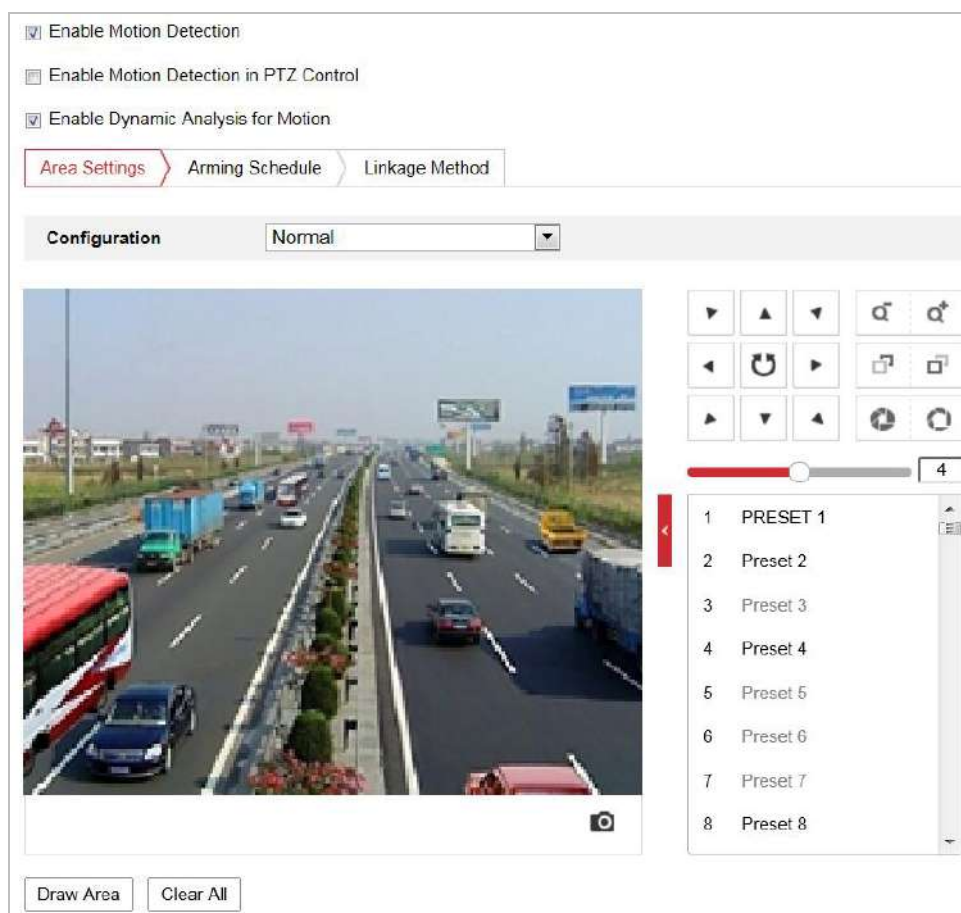 Enable Motion Detection
Enable Motion Detection in PTZ Control
Enable Dynamic Analysis for Motion
Area Settings
Arming Schedule
Linkage Method
Configuration
Normal
4
1 PRESET 1
2 Preset 2
3 Preset 3
4 Preset 4
5 Preset 5
6 Preset 6
7 Preset 7
8 Preset 8
Draw Area
Clear All